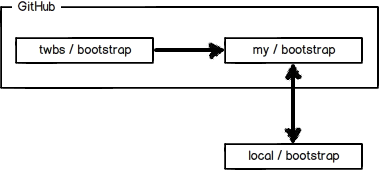 GitHub
twbs / bootstrap
my / bootstrap
local / bootstrap